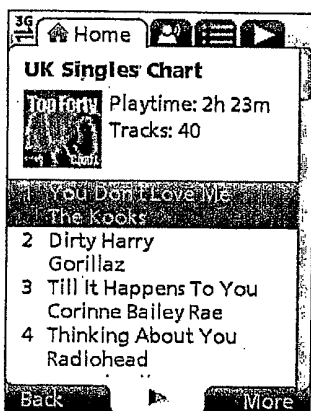 3G
Home
UK Singles Chart
Top Forty
Playtime: 2h 23m
Tracks: 40
1 You Don't Love Me
The Kooks
2 Dirty Harry
Gorillaz
3 Till It Happens To You
Corinne Bailey Rae
4 Thinking About You
Radiohead
Back
More